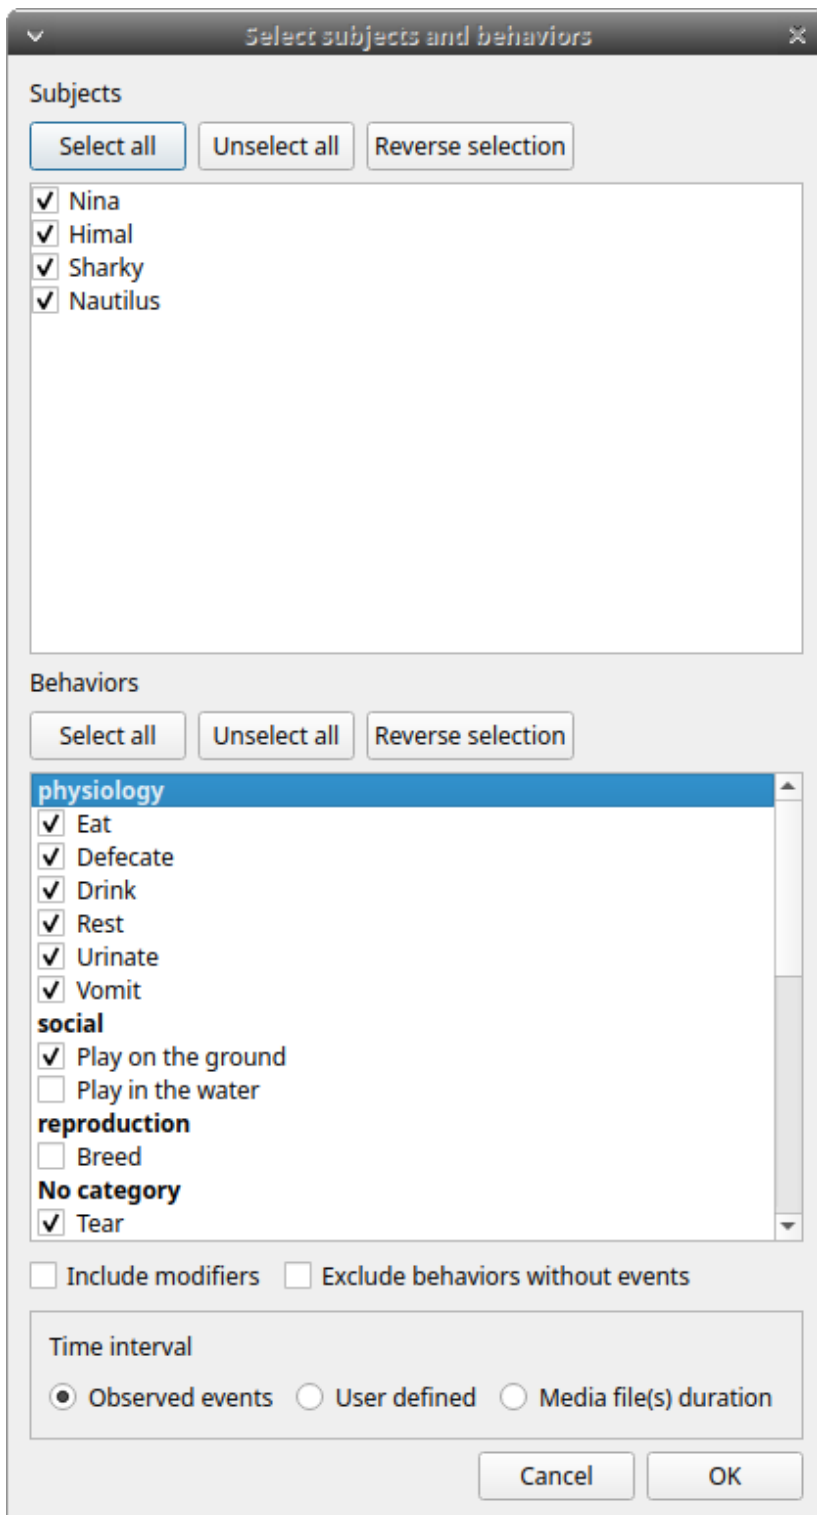 Select subjects and behaviors
Subjects
Select all Unselect all Reverse selection
Nina
Himal
Sharky
Nautilus
Behaviors
Select all Unselect all Reverse selection
physiology
Eat
Defecate
Drink
Rest
Urinate
Vomit
social
Play on the ground
Play in the water
reproduction
Breed
No category
Tear
Include modifiers Exclude behaviors without events
Time interval
Observed events User defined Media file(s) duration
Cancel OK